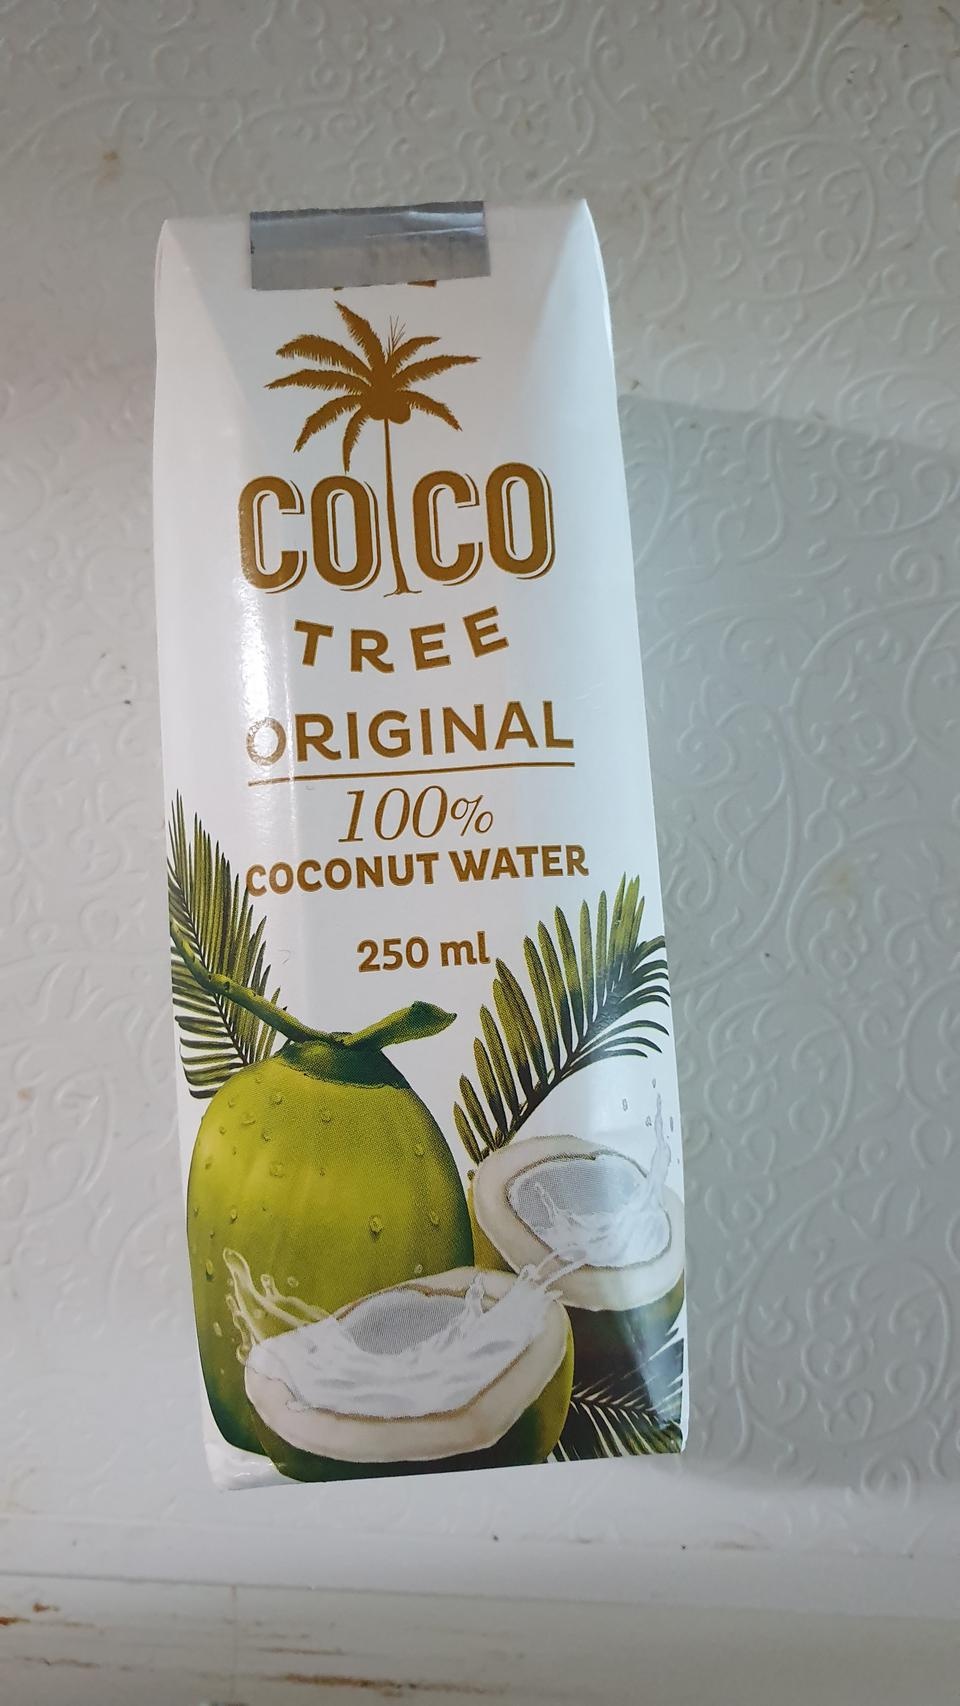 COCO
TREE
ORIGINAL
100%
COCONUT WATER
250 ml